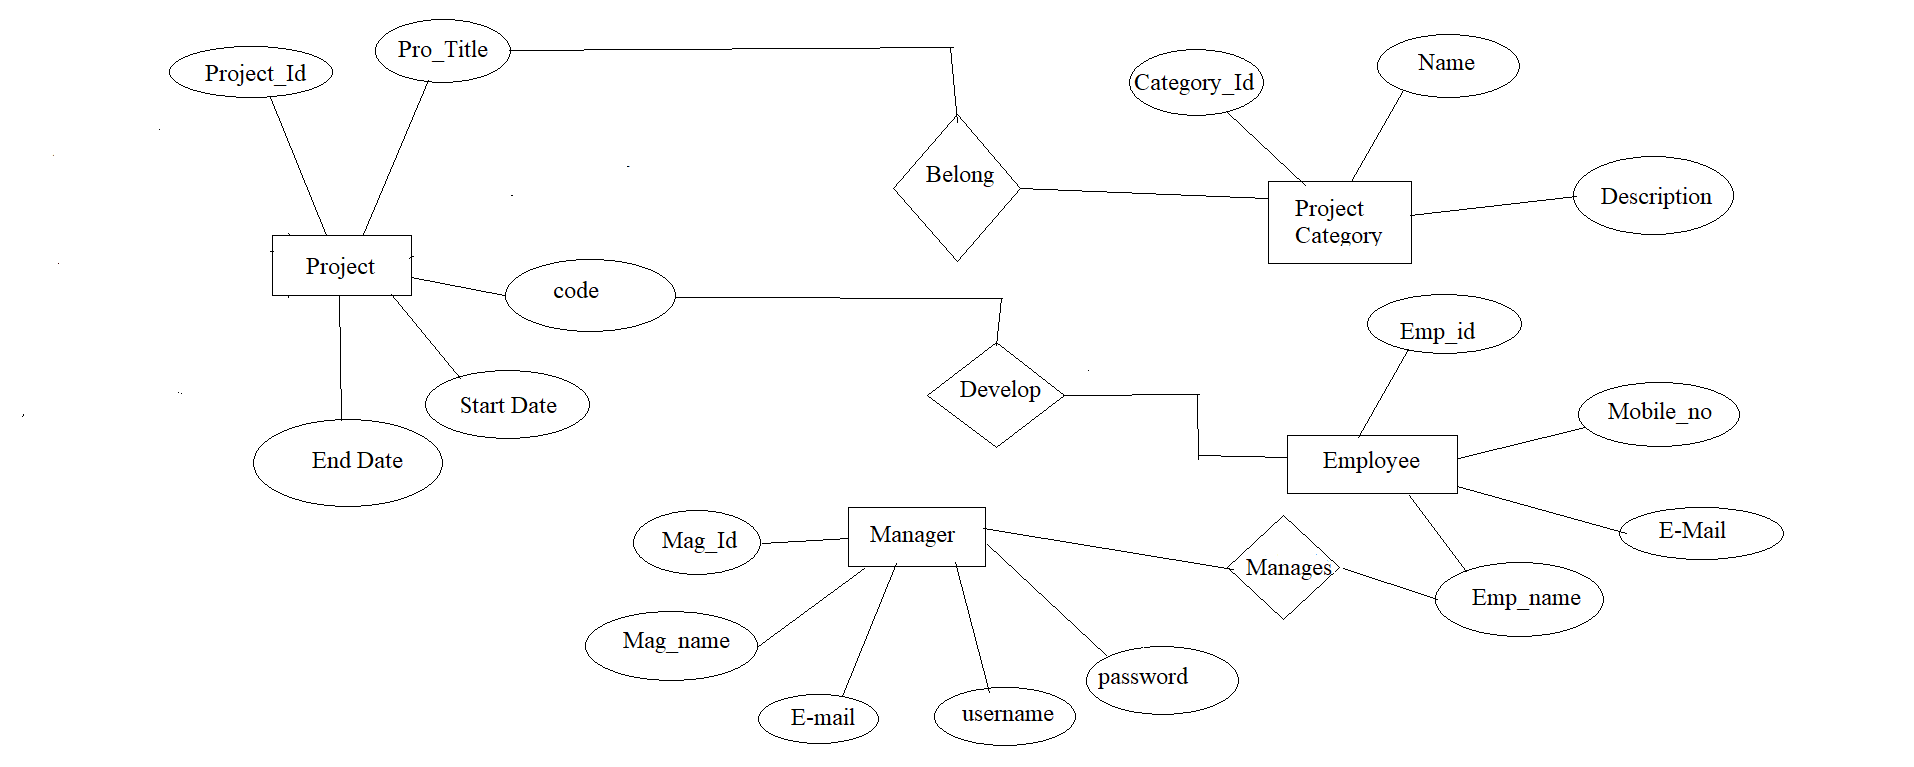 Pro_Title
Project_Id
Name
Category_Id
Belong
Description
Project
Category
Project
code
Emp_id
Develop
Start Date
Mobile_no
End Date
Employee
Manager
Mag_Id
E-Mail
Manages
Emp_name
Mag_name
password
E-mail
username